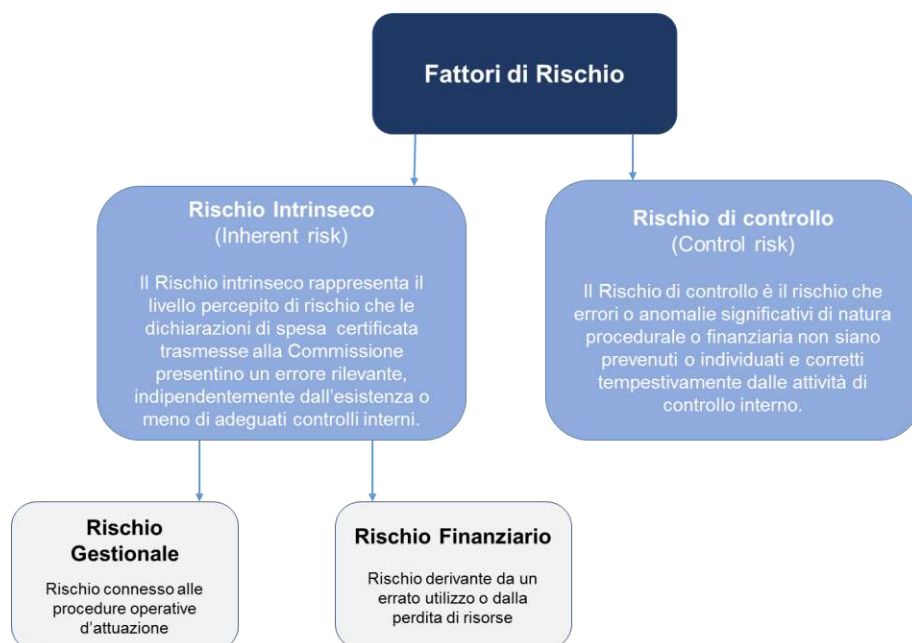 Fattori di Rischio
Rischio Intrinseco
(Inherent risk)
Il Rischio intrinseco rappresenta il
livello percepito di rischio che le
dichiarazioni di spesa certificata
trasmesse alla Commissione
presentino un errore rilevante,
indipendentemente dall'esistenza o
meno di adeguati controlli interni.
Rischio di controllo
(Control risk)
Il Rischio di controllo è il rischio che
errori o anomalie significativi di natura
procedurale o finanziaria non siano
prevenuti o individuati e corretti
tempestivamente dalle attività di
controllo interno.
Rischio
Gestionale
Rischio connesso alle
procedure operative
d'attuazione
Rischio Finanziario
Rischio derivante da un
errato utilizzo o dalla
perdita di risorse